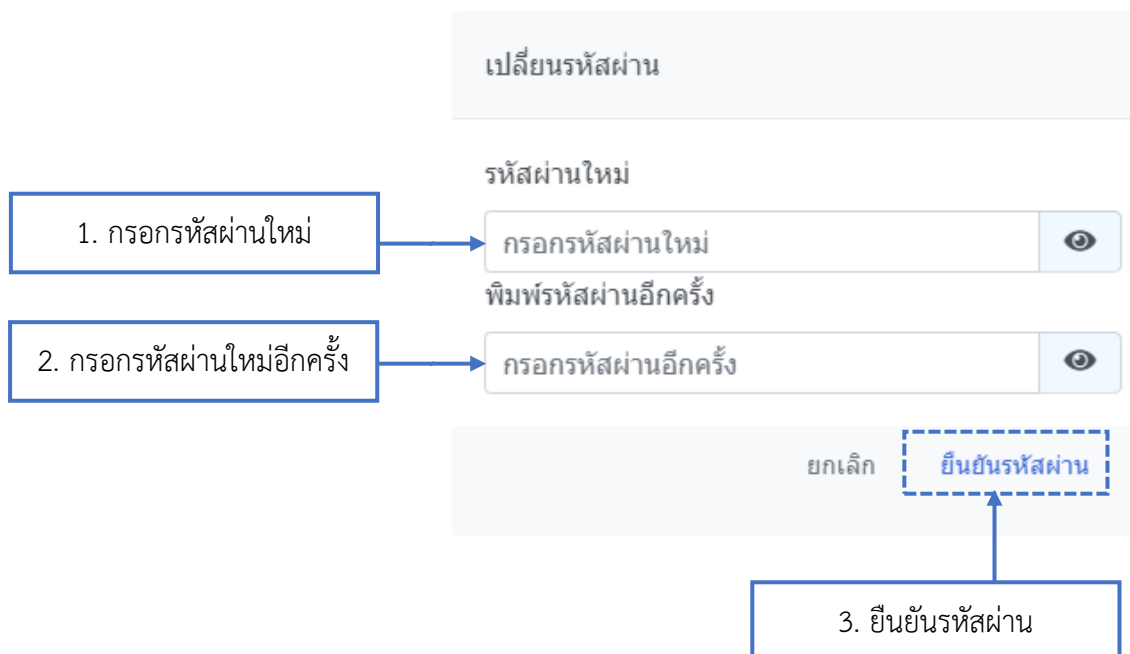 เปลี่ยนรหัสผ่าน
รหัสผ่านใหม่
1. กรอกรหัสผ่านใหม่
กรอกรหัสผ่านใหม่
พิมพ์รหัสผ่านอีกครั้ง
2. กรอกรหัสผ่านใหม่อีกครั้ง
กรอกรหัสผ่านอีกครั้ง
ยกเลิก
ยืนยันรหัสผ่าน
3. ยืนยันรหัสผ่าน